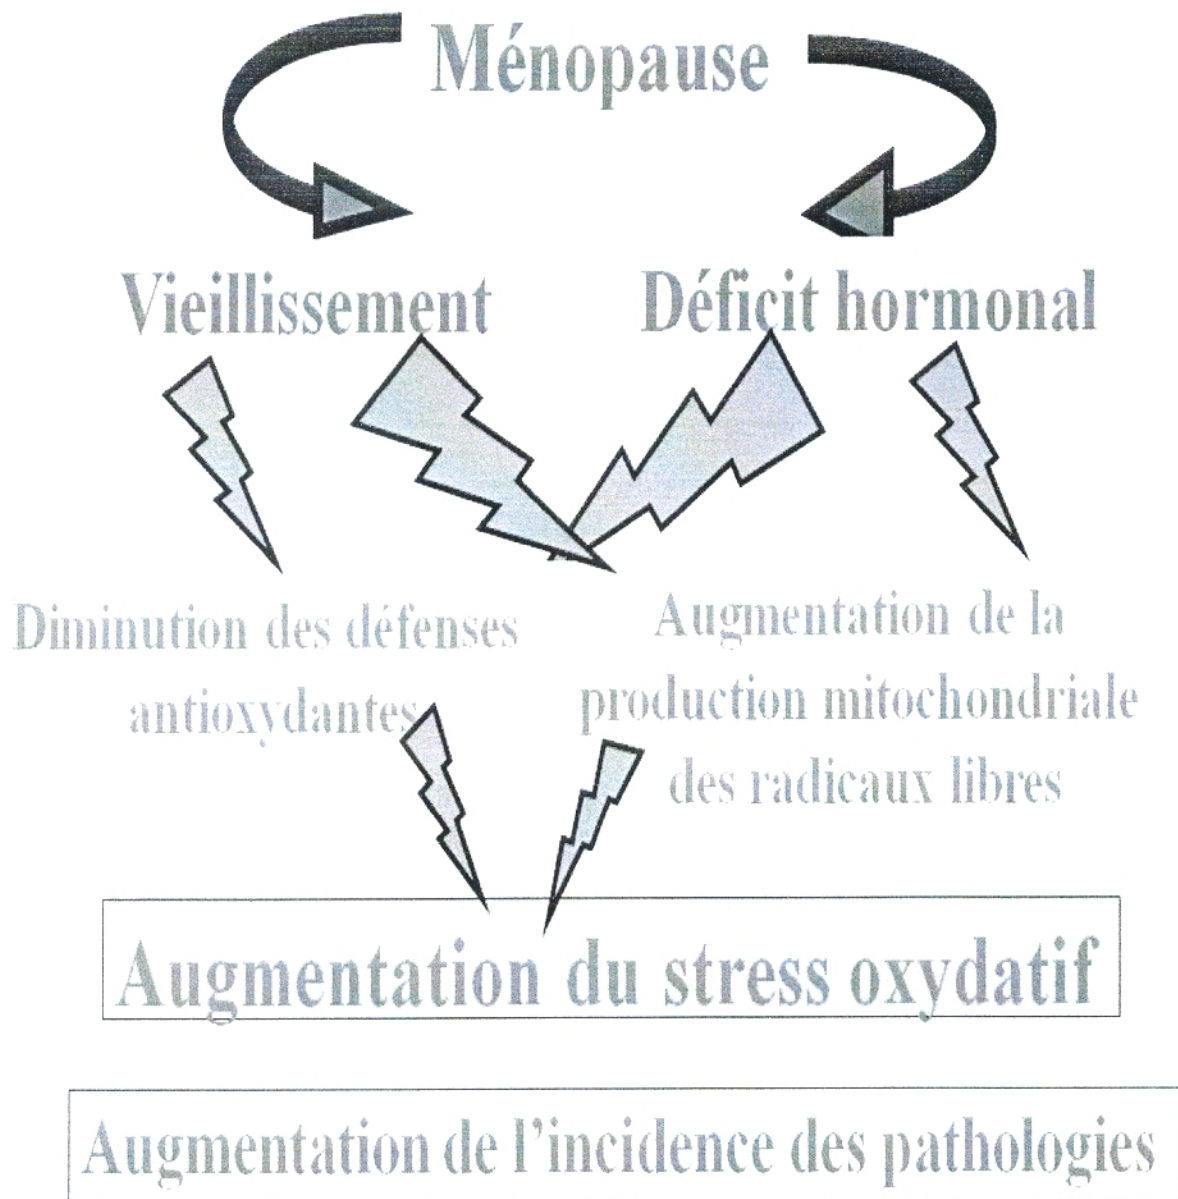 Ménopause
Vieillissement
Déficit hormonal
Diminution des défenses
antioxydantes
Augmentation de la
production mitochondriale
des radicaux libres
Augmentation du stress oxydatif
Augmentation de l'incidence des pathologies